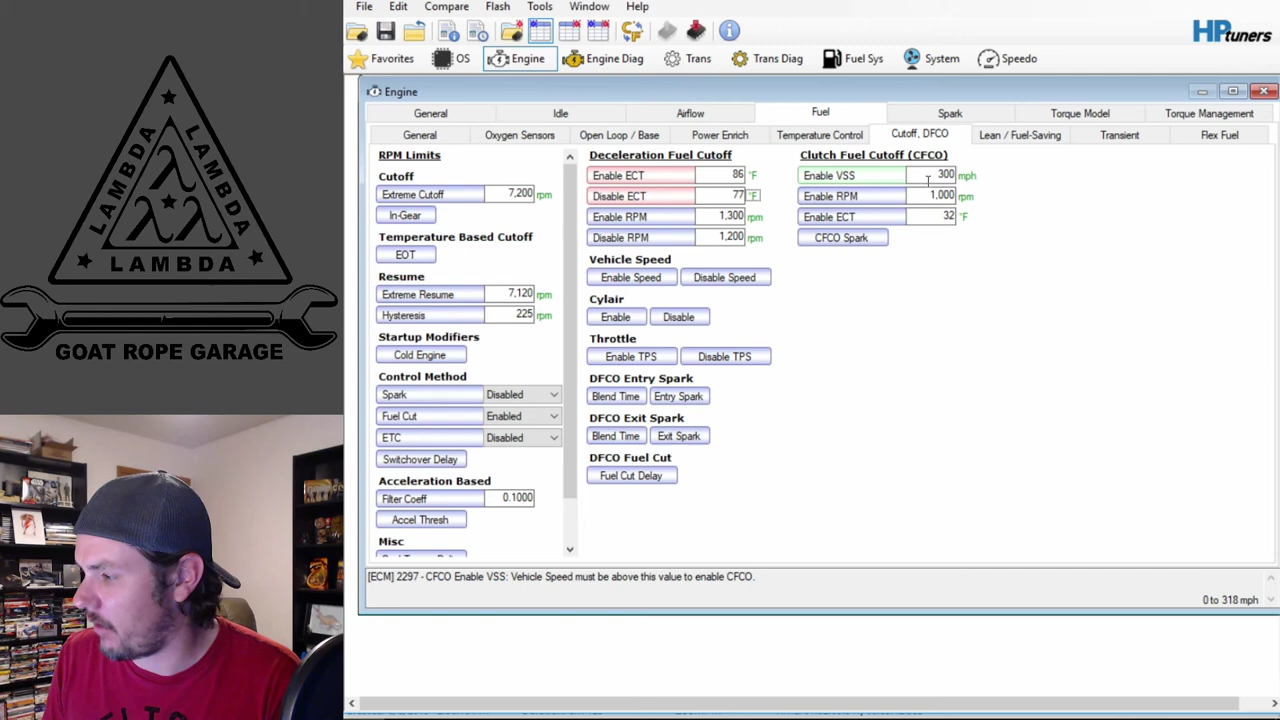 File Edit Compare Flash Tools Window Help
HPtuners
Favorites OS Engine Engine Diag Trans Trans Diag Fuel Sys System Speedo
Engine
General Idle Airflow Fuel Spark Torque Model Torque Management
General Oxygen Sensors Open Loop / Base Power Enrich Temperature Control Cutoff, DFCO Lean / Fuel-Saving Transient Flex Fuel
RPM Limits
Cutoff
Extreme Cutoff 7,200 rpm
In-Gear
Temperature Based Cutoff
EOT
Resume
Extreme Resume 7,120 rpm
Hysteresis 225 rpm
Startup Modifiers
Cold Engine
Control Method
Spark Disabled
Fuel Cut Enabled
ETC Disabled
Switchover Delay
Acceleration Based
Filter Coeff 0.1000
Accel Thresh
Misc
Deceleration Fuel Cutoff
Enable ECT 86 °F
Disable ECT 77 °F
Enable RPM 1,300 rpm
Disable RPM 1,200 rpm
Vehicle Speed
Enable Speed Disable Speed
Cylair
Enable Disable
Throttle
Enable TPS Disable TPS
DFCO Entry Spark
Blend Time Entry Spark
DFCO Exit Spark
Blend Time Exit Spark
DFCO Fuel Cut
Fuel Cut Delay
Clutch Fuel Cutoff (CFCO)
Enable VSS 300 mph
Enable RPM 1,000 rpm
Enable ECT 32 °F
CFCO Spark
[ECM] 2297 - CFCO Enable VSS: Vehicle Speed must be above this value to enable CFCO.
0 to 318 mph
LAMBDA
LAMBDA
λ
λλ
LAMBDA
GOAT ROPE GARAGE